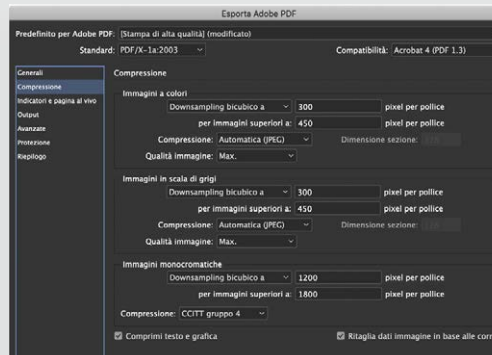 Esporta Adobe PDF
Predefinito per Adobe PDF: [Stampa di alta qualità] (modificato)
Standard: PDF/X-1a:2003 Compatibilità: Acrobat 4 (PDF 1.3)
Generali
Compressione
Indicatori e pagina al vivo
Output
Avanzate
Protezione
Riepilogo
Compressione
Immagini a colori
Downsampling bicubico a 300 pixel per pollice
per immagini superiori a: 450 pixel per pollice
Compressione: Automatica (JPEG) Dimensione sezione:
Qualità immagine: Max.
Immagini in scala di grigi
Downsampling bicubico a 300 pixel per pollice
per immagini superiori a: 450 pixel per pollice
Compressione: Automatica (JPEG) Dimensione sezione:
Qualità immagine: Max.
Immagini monocromatiche
Downsampling bicubico a 1200 pixel per pollice
per immagini superiori a: 1800 pixel per pollice
Compressione: CCITT gruppo 4
Comprimi testo e grafica Ritaglia dati immagine in base alle corn